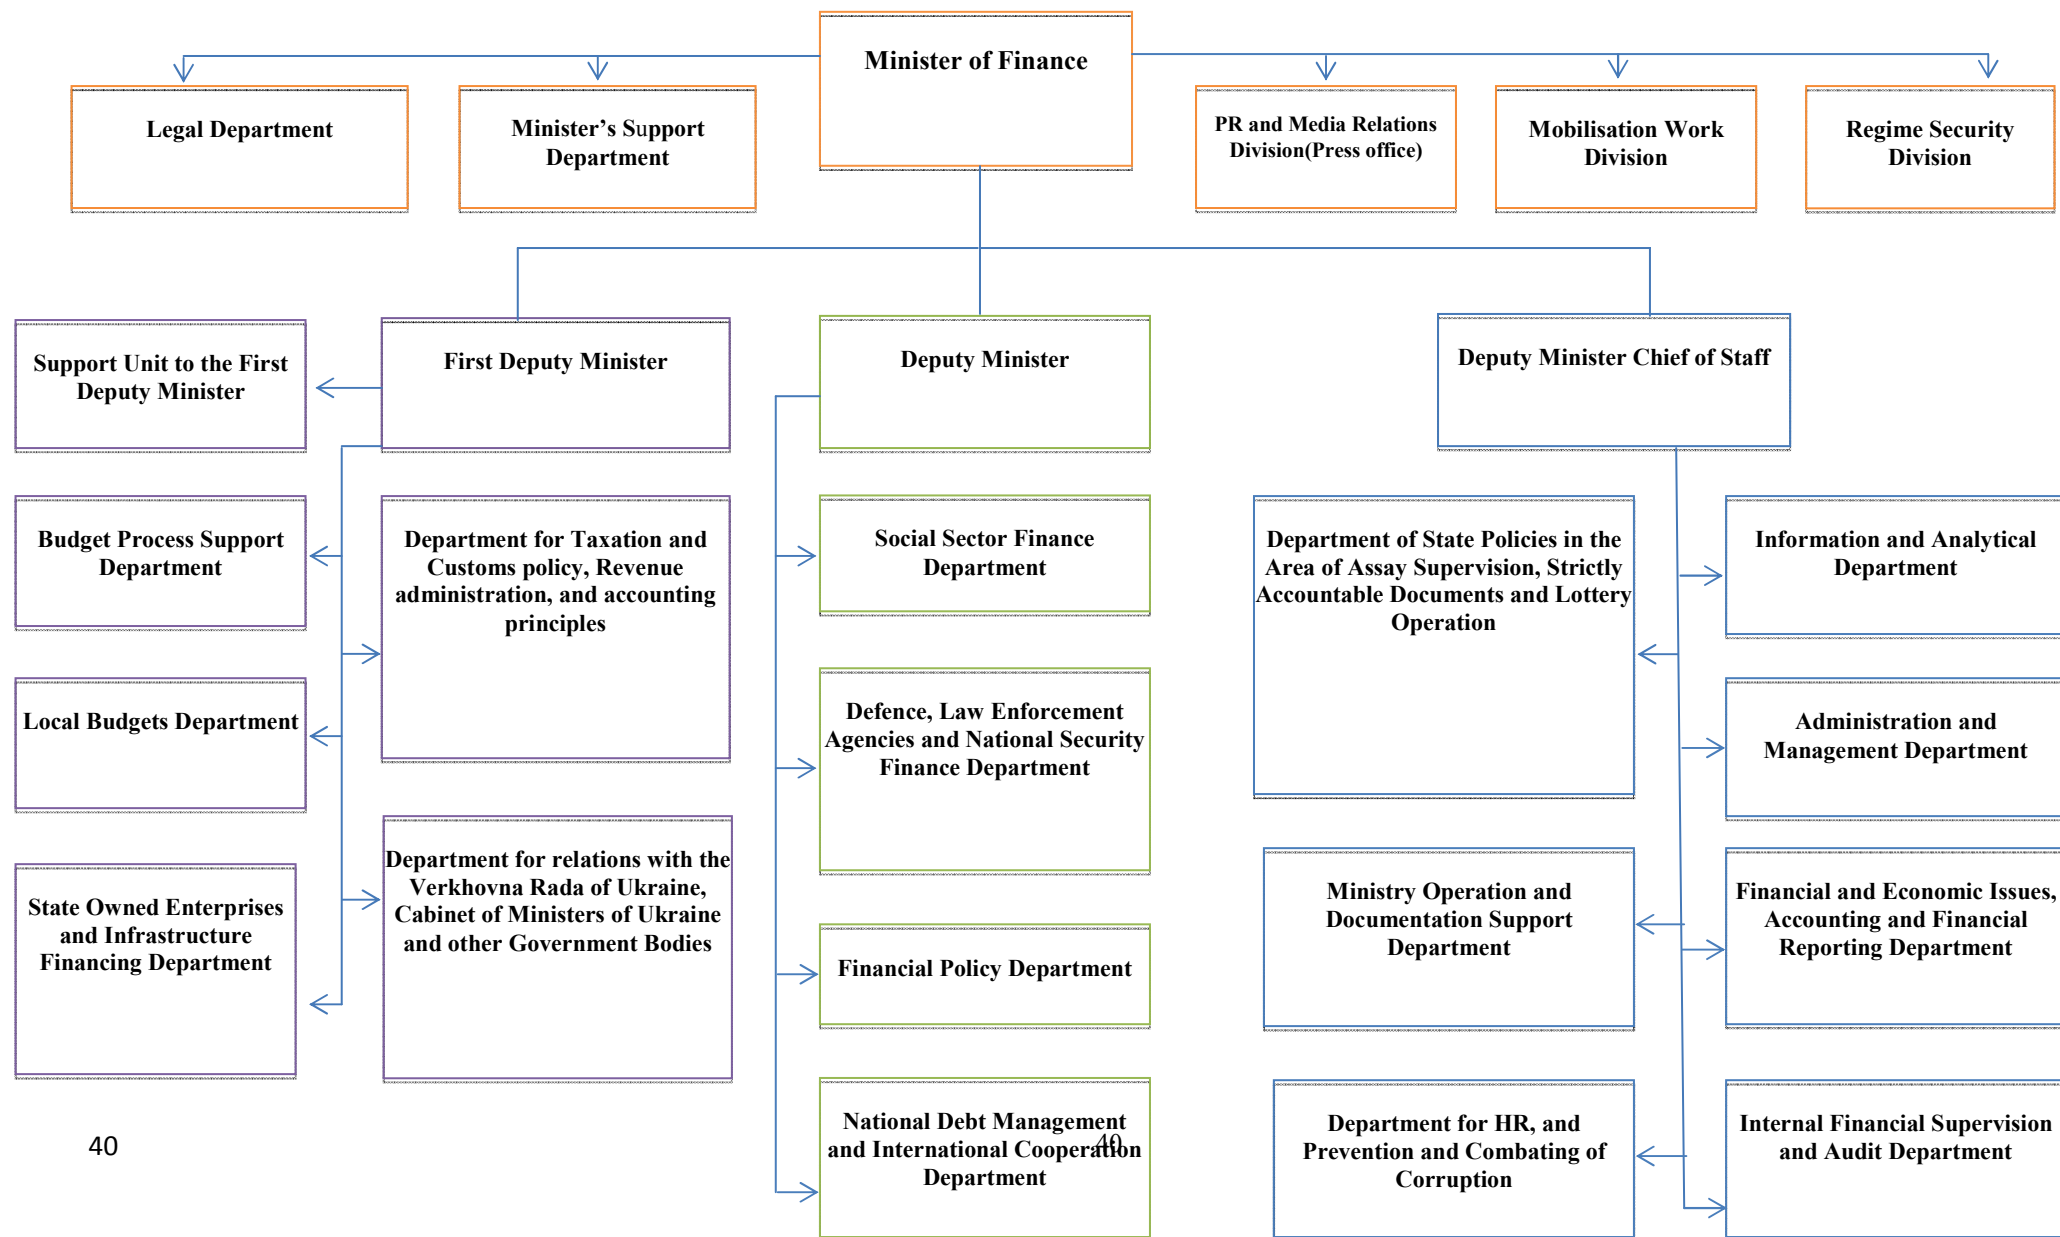 Minister of Finance
Legal Department
Minister’s Support
Department
PR and Media Relations
Division(Press office)
Mobilisation Work
Division
Regime Security
Division
Support Unit to the First
Deputy Minister
First Deputy Minister
Deputy Minister
Deputy Minister Chief of Staff
Budget Process Support
Department
Department for Taxation and
Customs policy, Revenue
administration, and accounting
principles
Social Sector Finance
Department
Department of State Policies in the
Area of Assay Supervision, Strictly
Accountable Documents and Lottery
Operation
Information and Analytical
Department
Local Budgets Department
Defence, Law Enforcement
Agencies and National Security
Finance Department
Administration and
Management Department
State Owned Enterprises
and Infrastructure
Financing Department
Department for relations with the
Verkhovna Rada of Ukraine,
Cabinet of Ministers of Ukraine
and other Government Bodies
Financial Policy Department
Ministry Operation and
Documentation Support
Department
Financial and Economic Issues,
Accounting and Financial
Reporting Department
National Debt Management
and International Cooperation
Department
Department for HR, and
Prevention and Combating of
Corruption
Internal Financial Supervision
and Audit Department
40
40